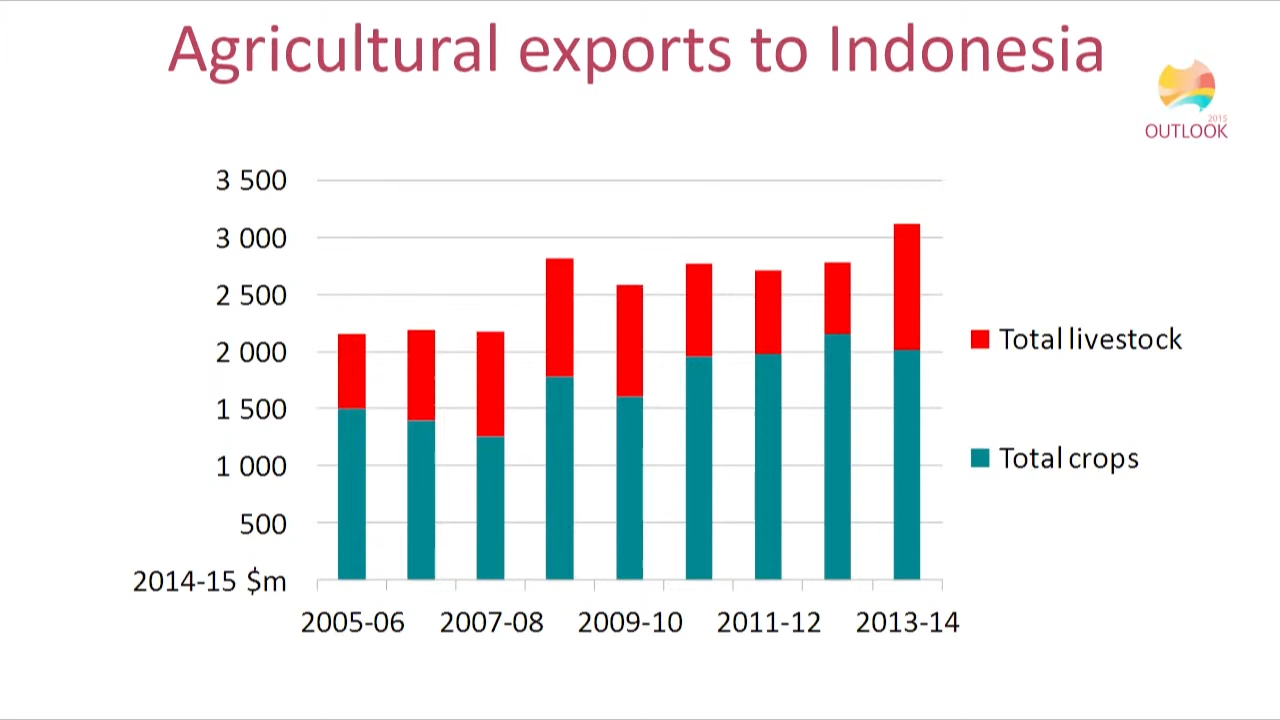 Agricultural exports to Indonesia
2015
OUTLOOK
3 500
3 000
2 500
2 000
1 500
1 000
500
2014-15 $m
2005-06 2007-08 2009-10 2011-12 2013-14
Total livestock
Total crops